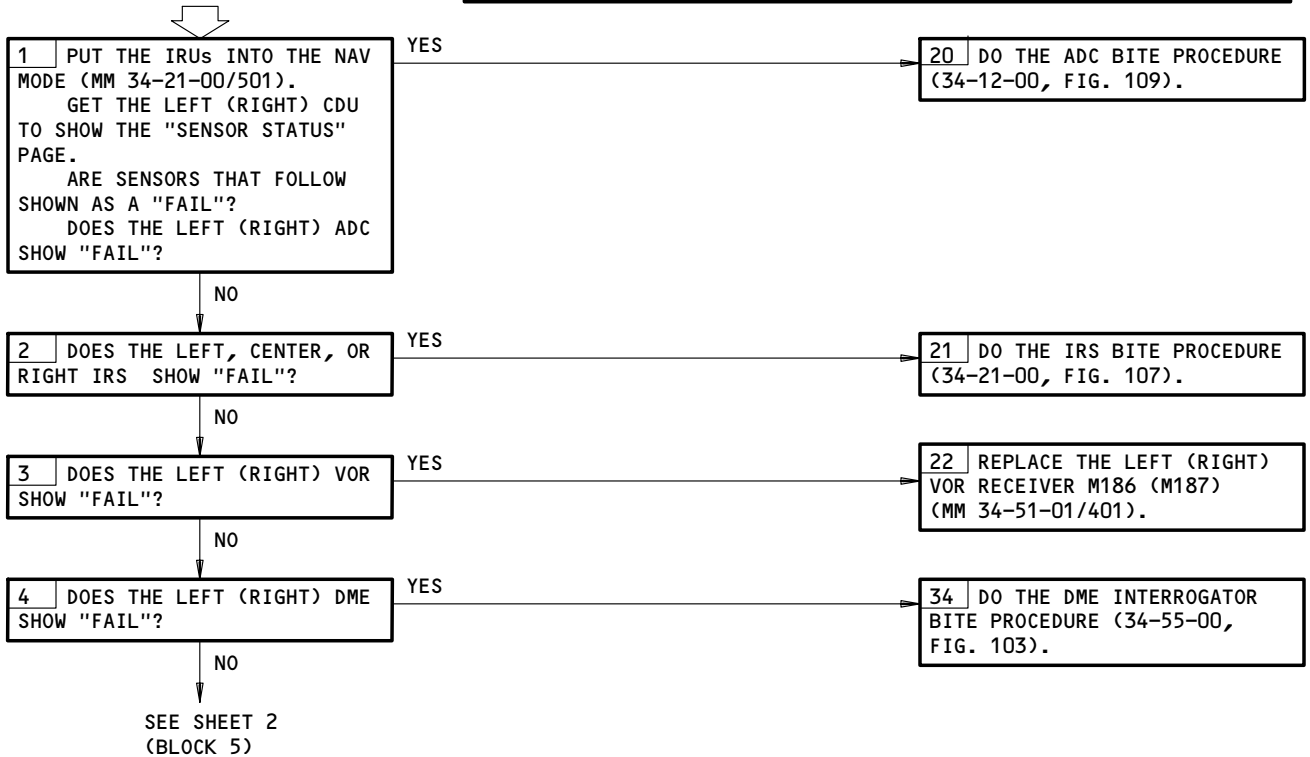 1 PUT THE IRUs INTO THE NAV
MODE (MM 34-21-00/501).
GET THE LEFT (RIGHT) CDU
TO SHOW THE "SENSOR STATUS"
PAGE.
ARE SENSORS THAT FOLLOW
SHOWN AS A "FAIL"?
DOES THE LEFT (RIGHT) ADC
SHOW "FAIL"?
YES
20 DO THE ADC BITE PROCEDURE
(34-12-00, FIG. 109).
NO
2 DOES THE LEFT, CENTER, OR
RIGHT IRS SHOW "FAIL"?
YES
21 DO THE IRS BITE PROCEDURE
(34-21-00, FIG. 107).
NO
3 DOES THE LEFT (RIGHT) VOR
SHOW "FAIL"?
YES
22 REPLACE THE LEFT (RIGHT)
VOR RECEIVER M186 (M187)
(MM 34-51-01/401).
NO
4 DOES THE LEFT (RIGHT) DME
SHOW "FAIL"?
YES
34 DO THE DME INTERROGATOR
BITE PROCEDURE (34-55-00,
FIG. 103).
NO
SEE SHEET 2
(BLOCK 5)